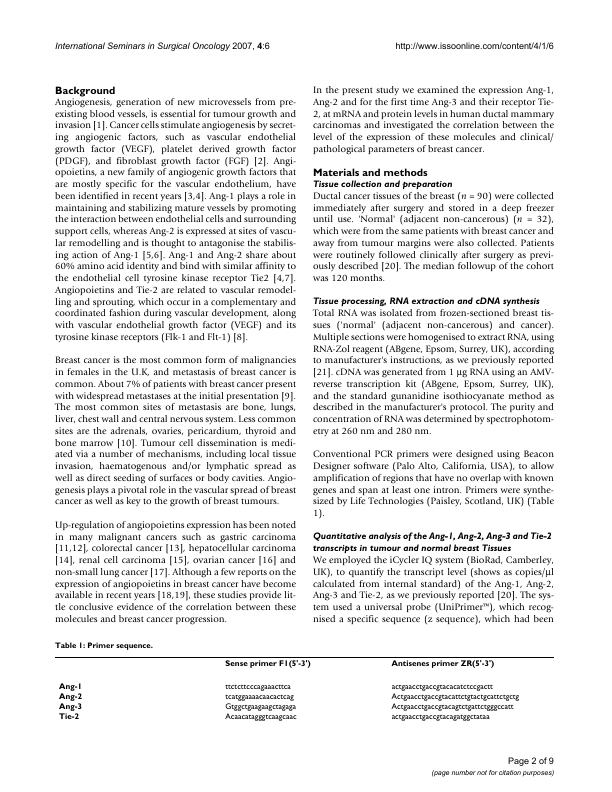 International Seminars in Surgical Oncology 2007, 4:6
http://www.issoonline.com/content/4/1/6
Background
Angiogenesis, generation of new microvessels from pre-
existing blood vessels, is essential for tumour growth and
invasion [1]. Cancer cells stimulate angiogenesis by secret-
ing angiogenic factors, such as vascular endothelial
growth factor (VEGF), platelet derived growth factor
(PDGF), and fibroblast growth factor (FGF) [2]. Angi-
opoietins, a new family of angiogenic growth factors that
are mostly specific for the vascular endothelium, have
been identified in recent years [3,4]. Ang-1 plays a role in
maintaining and stabilizing mature vessels by promoting
the interaction between endothelial cells and surrounding
support cells, whereas Ang-2 is expressed at sites of vascu-
lar remodelling and is thought to antagonise the stabilis-
ing action of Ang-1 [5,6]. Ang-1 and Ang-2 share about
60% amino acid identity and bind with similar affinity to
the endothelial cell tyrosine kinase receptor Tie2 [4,7].
Angiopoietins and Tie-2 are related to vascular remodel-
ling and sprouting, which occur in a complementary and
coordinated fashion during vascular development, along
with vascular endothelial growth factor (VEGF) and its
tyrosine kinase receptors (Flk-1 and Flt-1) [8].
Breast cancer is the most common form of malignancies
in females in the U.K, and metastasis of breast cancer is
common. About 7% of patients with breast cancer present
with widespread metastases at the initial presentation [9].
The most common sites of metastasis are bone, lungs,
liver, chest wall and central nervous system. Less common
sites are the adrenals, ovaries, pericardium, thyroid and
bone marrow [10]. Tumour cell dissemination is medi-
ated via a number of mechanisms, including local tissue
invasion, haematogenous and/or lymphatic spread as
well as direct seeding of surfaces or body cavities. Angio-
genesis plays a pivotal role in the vascular spread of breast
cancer as well as key to the growth of breast tumours.
Up-regulation of angiopoietins expression has been noted
in many malignant cancers such as gastric carcinoma
[11,12], colorectal cancer [13], hepatocellular carcinoma
[14], renal cell carcinoma [15], ovarian cancer [16] and
non-small lung cancer [17]. Although a few reports on the
expression of angiopoietins in breast cancer have become
available in recent years [18,19], these studies provide lit-
tle conclusive evidence of the correlation between these
molecules and breast cancer progression.
In the present study we examined the expression Ang-1,
Ang-2 and for the first time Ang-3 and their receptor Tie-
2, at mRNA and protein levels in human ductal mammary
carcinomas and investigated the correlation between the
level of the expression of these molecules and clinical/
pathological parameters of breast cancer.
Materials and methods
Tissue collection and preparation
Ductal cancer tissues of the breast (n = 90) were collected
immediately after surgery and stored in a deep freezer
until use. 'Normal' (adjacent non-cancerous) (n = 32),
which were from the same patients with breast cancer and
away from tumour margins were also collected. Patients
were routinely followed clinically after surgery as previ-
ously described [20]. The median followup of the cohort
was 120 months.
Tissue processing, RNA extraction and cDNA synthesis
Total RNA was isolated from frozen-sectioned breast tis-
sues ('normal' (adjacent non-cancerous) and cancer).
Multiple sections were homogenised to extract RNA, using
RNA-Zol reagent (ABgene, Epsom, Surrey, UK), according
to manufacturer's instructions, as we previously reported
[21]. cDNA was generated from 1 μg RNA using an AMV-
reverse transcription kit (ABgene, Epsom, Surrey, UK),
and the standard gunanidine isothiocyanate method as
described in the manufacturer's protocol. The purity and
concentration of RNA was determined by spectrophotom-
etry at 260 nm and 280 nm.
Conventional PCR primers were designed using Beacon
Designer software (Palo Alto, California, USA), to allow
amplification of regions that have no overlap with known
genes and span at least one intron. Primers were synthe-
sized by Life Technologies (Paisley, Scotland, UK) (Table
1).
Quantitative analysis of the Ang-1, Ang-2, Ang-3 and Tie-2
transcripts in tumour and normal breast Tissues
We employed the iCycler IQ system (BioRad, Camberley,
UK), to quantify the transcript level (shows as copies/μl
calculated from internal standard) of the Ang-1, Ang-2,
Ang-3 and Tie-2, as we previously reported [20]. The sys-
tem used a universal probe (UniPrimer™), which recog-
nised a specific sequence (z sequence), which had been
Table 1: Primer sequence.
Sense primer F1(5'-3') Antisenes primer ZR(5'-3')
Ang-1 ttctcttcccagaaacttca actgaacctgaccgtacacatctccgactt
Ang-2 tcatggaaaacaacactcag Actgaacctgaccgtacattctgtactgcattctgctg
Ang-3 Gtggctgaagaagctagaga Actgaacctgaccgtacagtctgattctgggccatt
Tie-2 Acaacatagggtcaagcaac actgaacctgaccgtacagatggctataa
Page 2 of 9
(page number not for citation purposes)